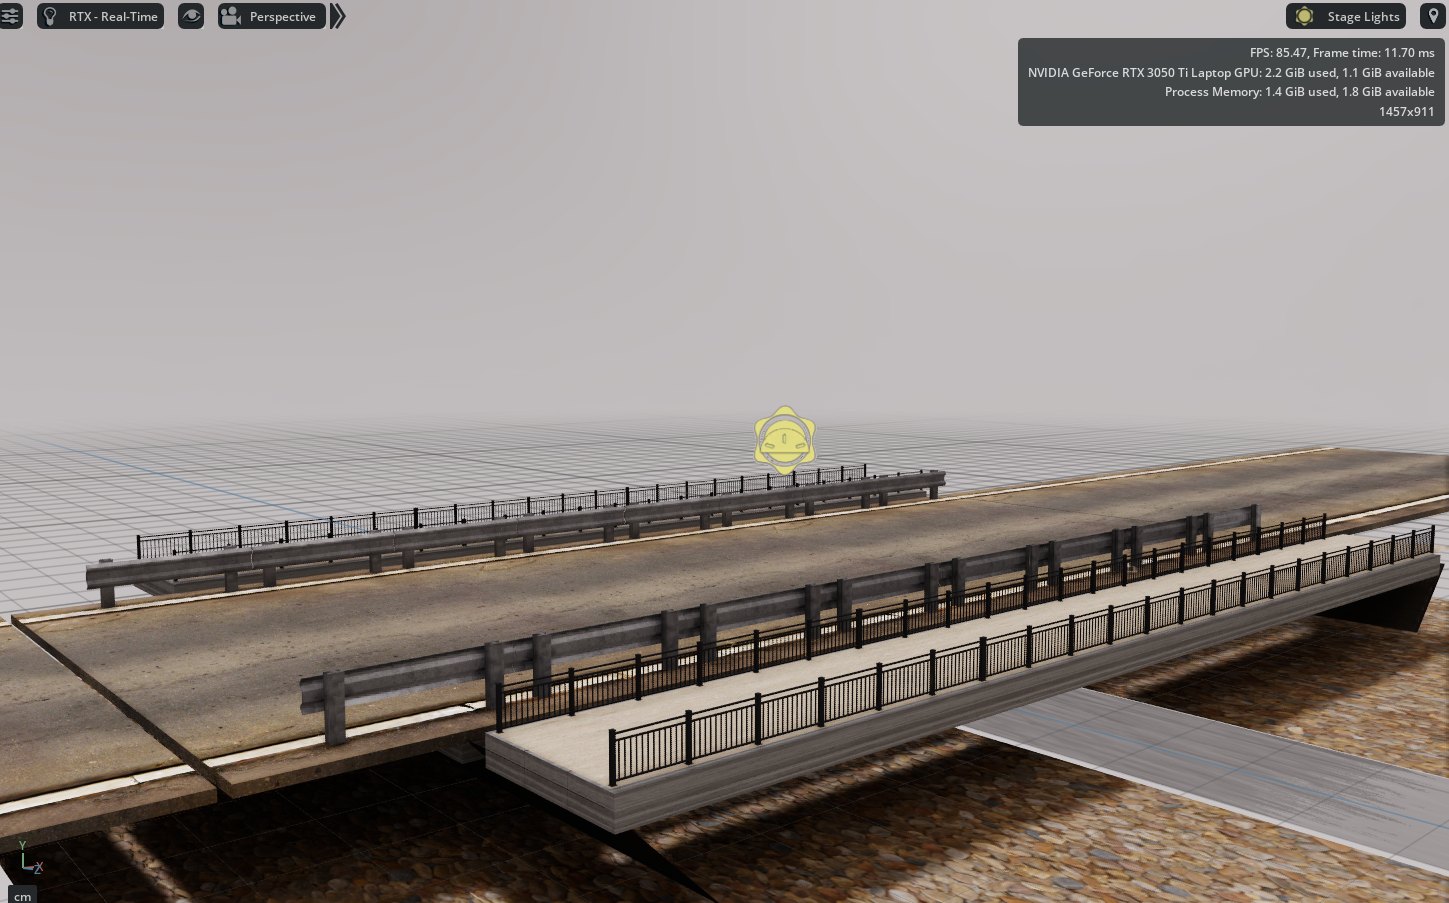 RTX - Real-Time
Perspective
Stage Lights
FPS: 85.47, Frame time: 11.70 ms
NVIDIA GeForce RTX 3050 Ti Laptop GPU: 2.2 GiB used, 1.1 GiB available
Process Memory: 1.4 GiB used, 1.8 GiB available
1457x911
Y
X
Z
cm